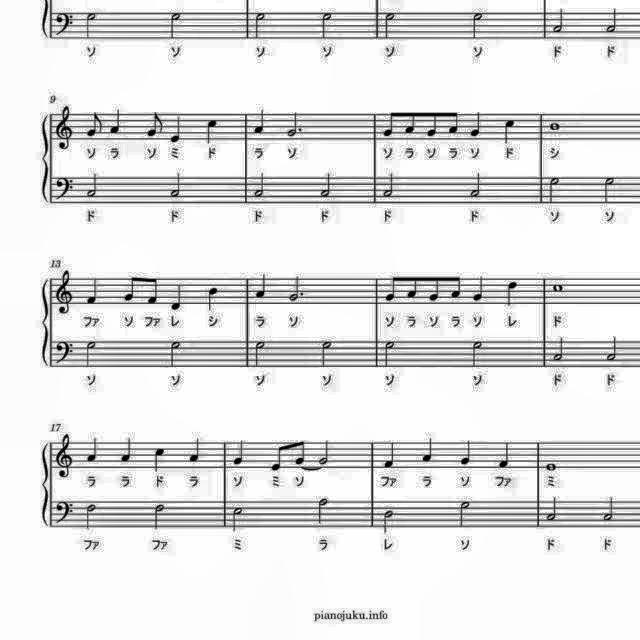 ソ ソ ソ ソ ソ ソ ド ド
9
ソ ラ ソ ミ ド ラ ソ ソ ラ ソ ラ ソ ド シ
ド ド ド ド ド ド ソ ソ
13
ファ ソ ファ レ シ ラ ソ ソ ラ ソ ラ ソ レ ド
ソ ソ ソ ソ ソ ソ ド ド
17
ラ ラ ド ラ ソ ミ ソ ファ ラ ソ ファ ミ
ファ ファ ミ ラ レ ソ ド ド
pianojuku.info